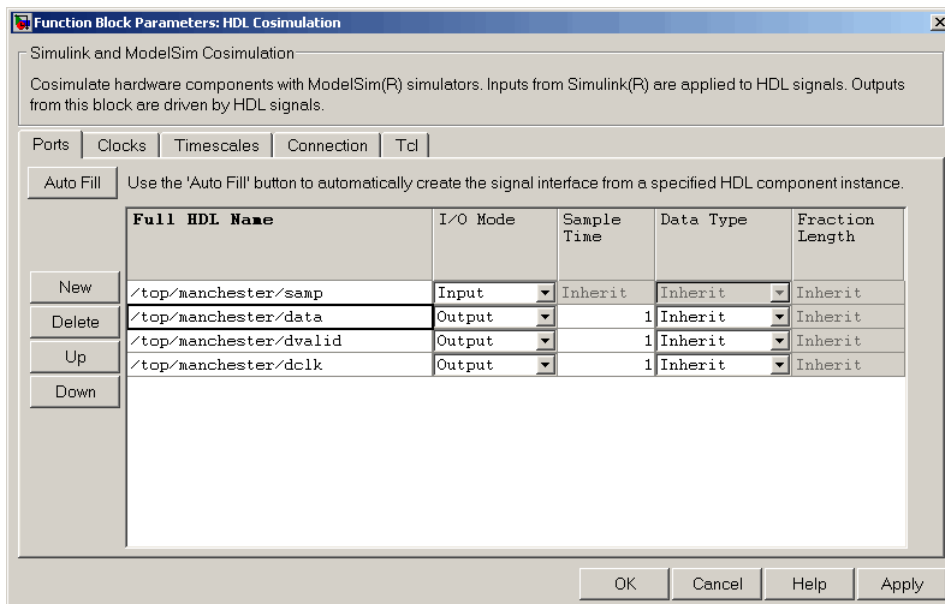 Function Block Parameters: HDL Cosimulation
Simulink and ModelSim Cosimulation
Cosimulate hardware components with ModelSim(R) simulators. Inputs from Simulink(R) are applied to HDL signals. Outputs
from this block are driven by HDL signals.
Ports Clocks Timescales Connection Tcl
Auto Fill Use the 'Auto Fill' button to automatically create the signal interface from a specified HDL component instance.
Full HDL Name I/O Mode Sample Time Data Type Fraction Length
New /top/manchester/samp Input Inherit Inherit Inherit
Delete /top/manchester/data Output 1 Inherit Inherit
/top/manchester/dvalid Output 1 Inherit Inherit
Up /top/manchester/dclk Output 1 Inherit Inherit
Down
OK Cancel Help Apply